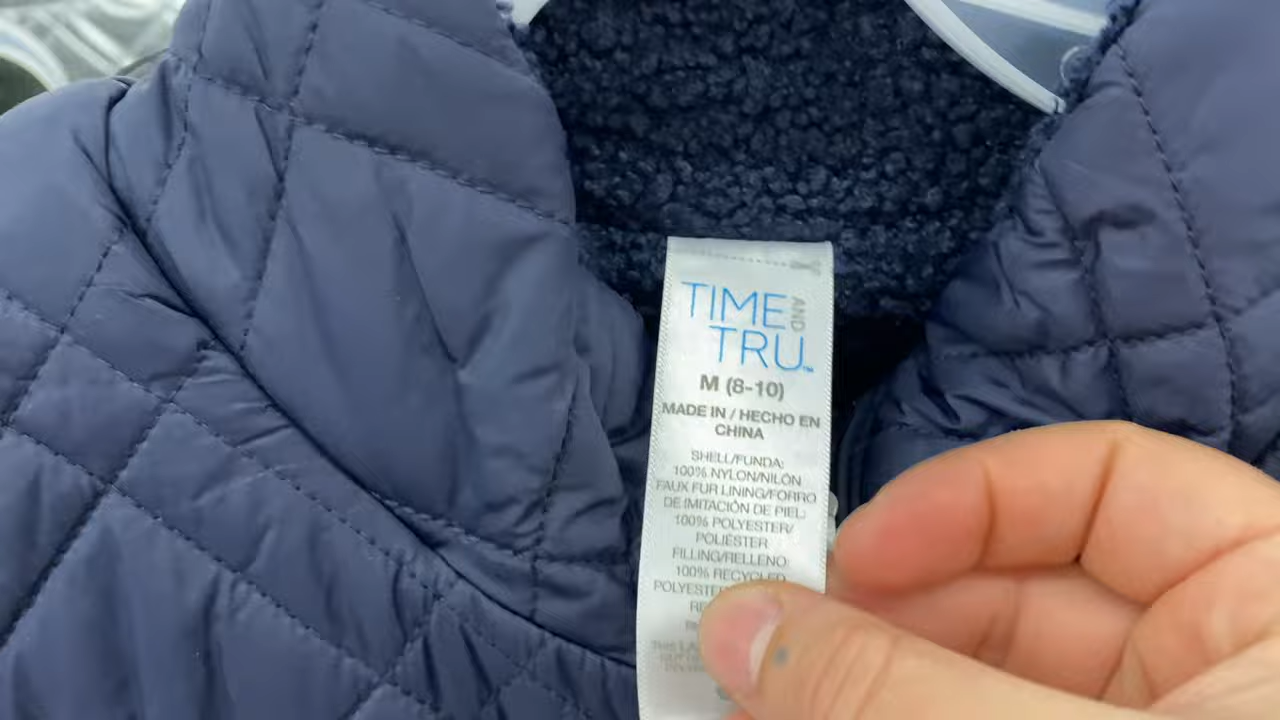 TIME AND
TRU™
M (8-10)
MADE IN / HECHO EN
CHINA
SHELL/FUNDA:
100% NYLON/NILÓN
FAUX FUR LINING/FORRO
DE IMITACIÓN DE PIEL:
100% POLYESTER/
POLIÉSTER
FILLING/RELLENO:
100% RECYCLED